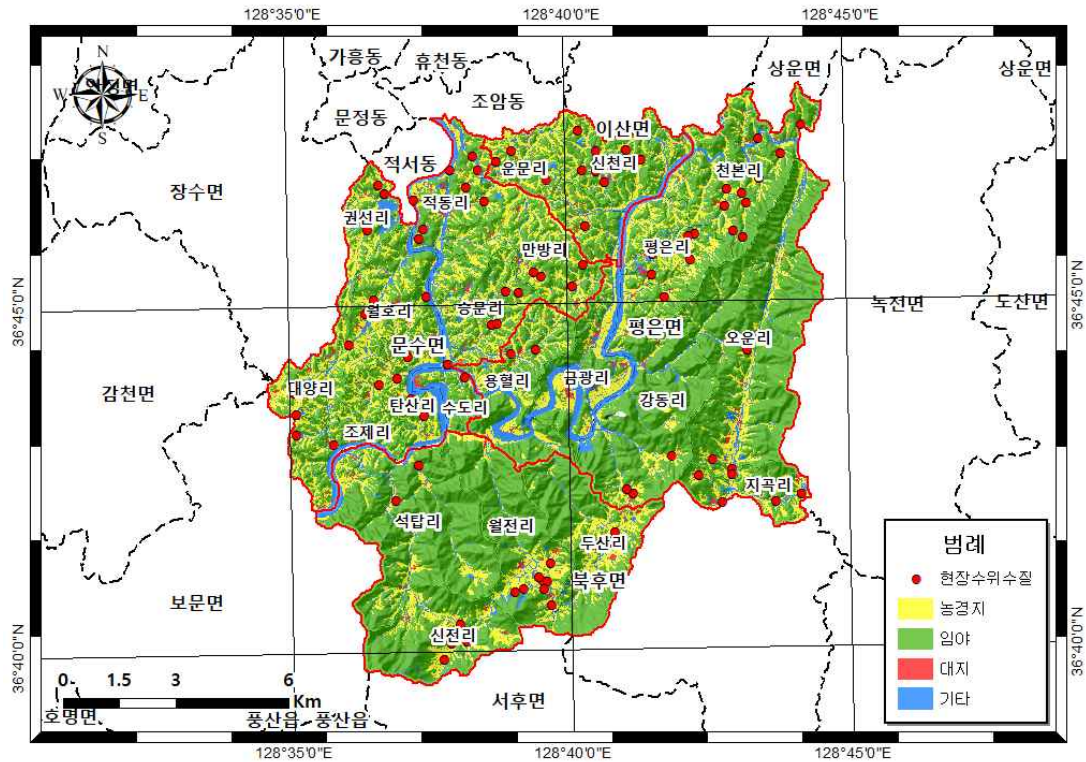 128°35'0"E 128°40'0"E 128°45'0"E
가흥동 휴천동
상운면 상운면
N
W E
S
조암동
문정동
이산면
적서동
운문리 신천리
천본리
장수면
적동리
권선리
만방리
평은리
36°45'0"N 36°45'0"N
녹전면 도산면
월호리 승문리
평은면
문수면
오운리
감천면
대양리 용혈리 금광리
탄산리 수도리 강동리
조제리
지곡리
석탑리 월전리
두산리
북후면
보문면
신전리
36°40'0"N 36°40'0"N
0 1.5 3 6
Km
서후면
호명면 풍산읍 풍산읍
범례
현장수위수질
농경지
임야
대지
기타
128°35'0"E 128°40'0"E 128°45'0"E